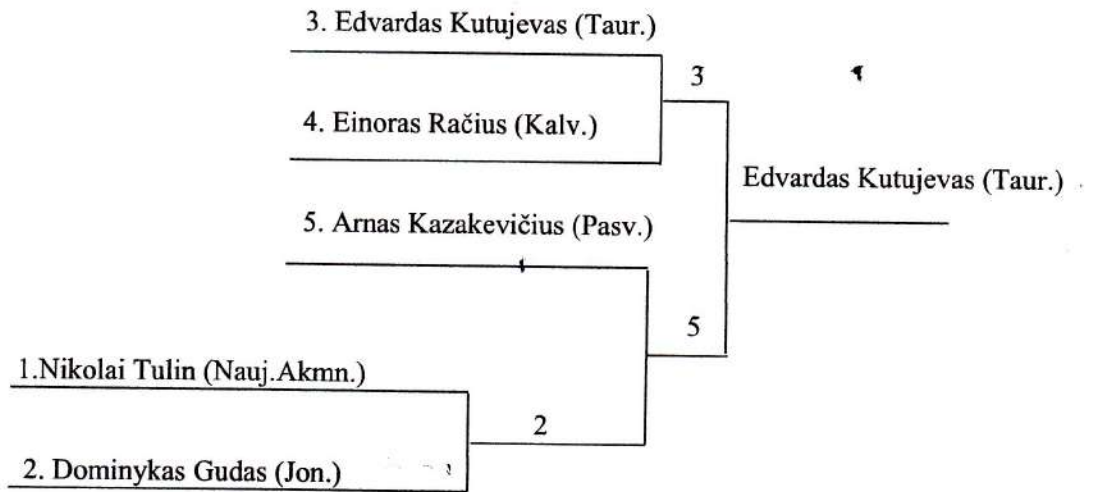 3. Edvardas Kutujevas (Taur.)
3
4. Einoras Račius (Kalv.)
Edvardas Kutujevas (Taur.)
5. Arnas Kazakevičius (Pasv.)
5
1.Nikolai Tulin (Nauj.Akmn.)
2
2. Dominykas Gudas (Jon.)